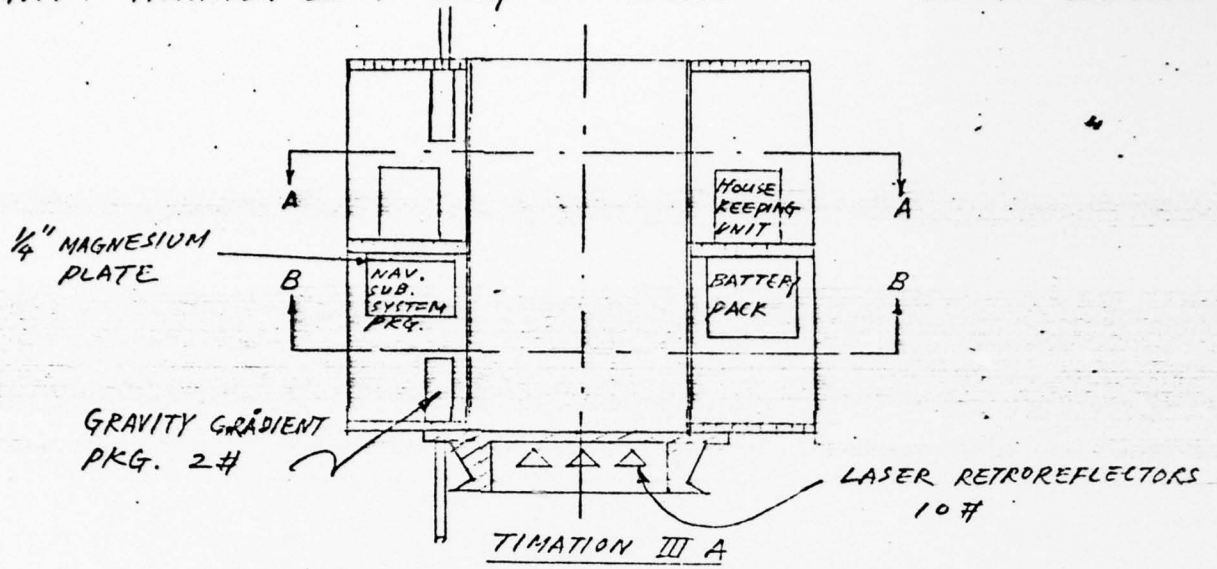 A
A
HOUSE
KEEPING
UNIT
1/4" MAGNESIUM
PLATE
B
NAV.
SUB.
SYSTEM
PKG.
BATTERY
PACK
B
GRAVITY GRADIENT
PKG. 2#
LASER RETROREFLECTORS
10#
TIMATION III A